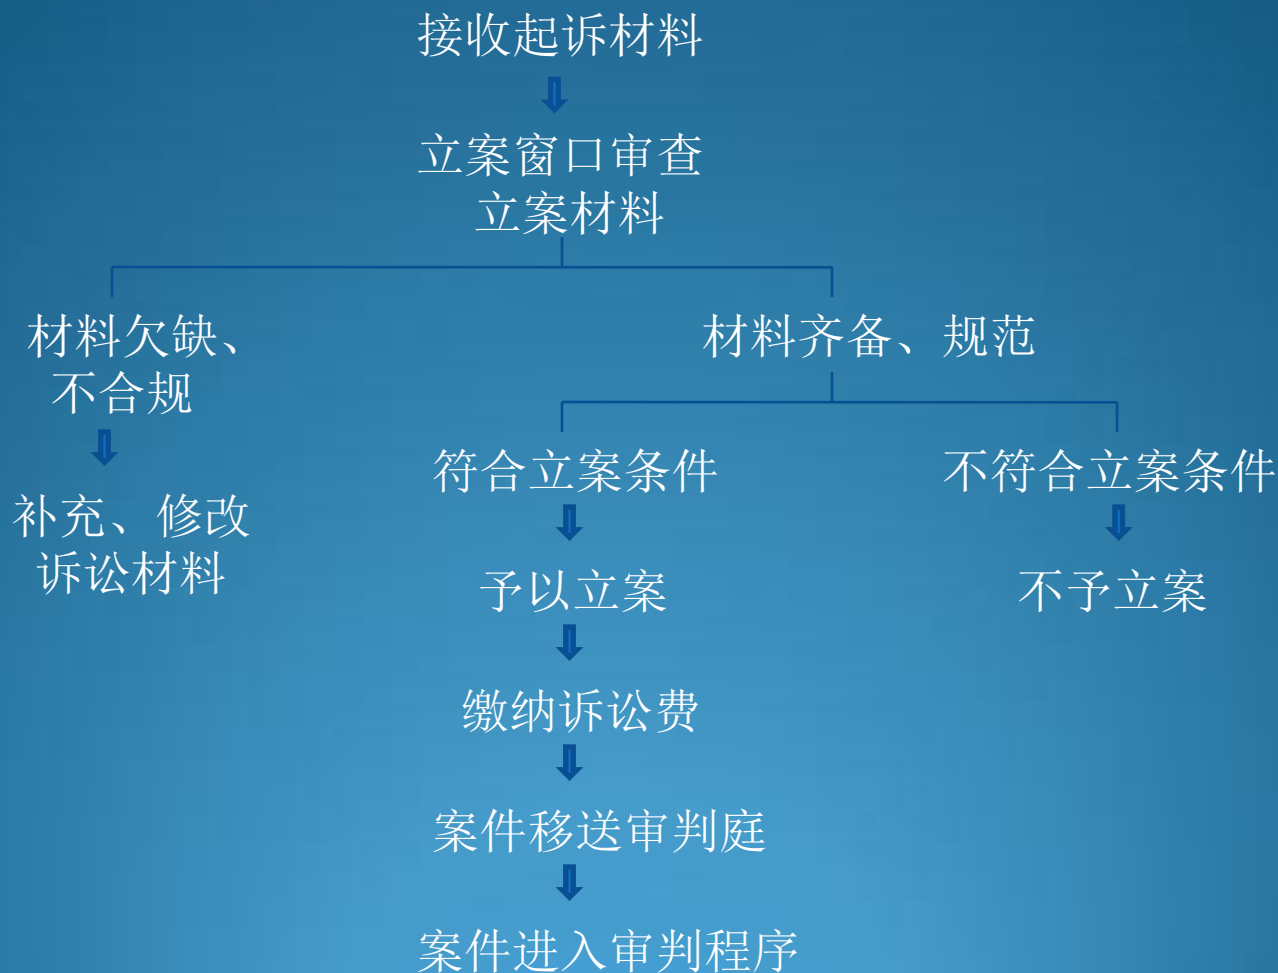 接收起诉材料
立案窗口审查
立案材料
材料欠缺、
不合规
材料齐备、规范
补充、修改
诉讼材料
符合立案条件
不符合立案条件
予以立案
不予立案
缴纳诉讼费
案件移送审判庭
案件进入审判程序